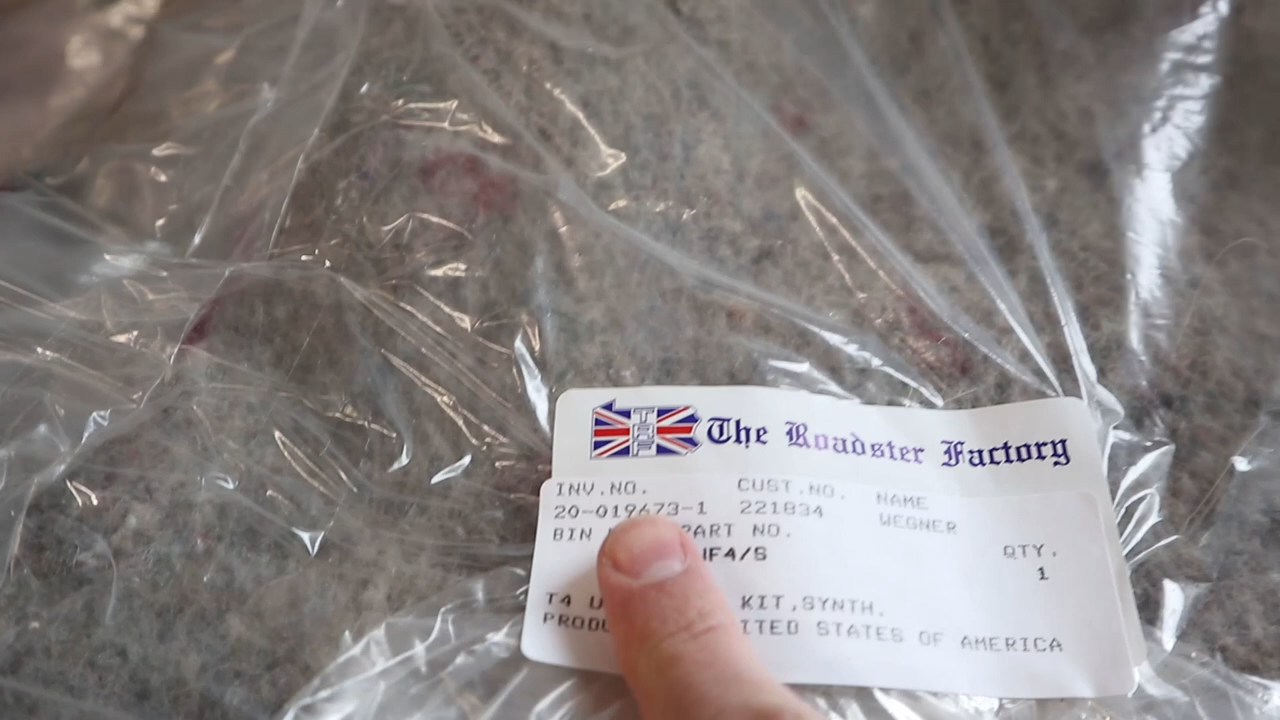 TRF The Roadster Factory
INV.NO. CUST.NO. NAME
20-019673-1 221834 WEGNER
BIN PART NO. QTY.
F4/S 1
T4 KIT,SYNTH.
STATES OF AMERICA